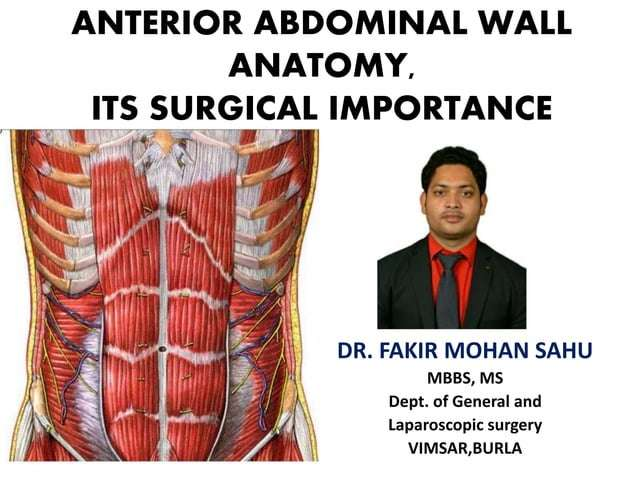 ANTERIOR ABDOMINAL WALL
ANATOMY,
ITS SURGICAL IMPORTANCE
DR. FAKIR MOHAN SAHU
MBBS, MS
Dept. of General and
Laparoscopic surgery
VIMSAR,BURLA